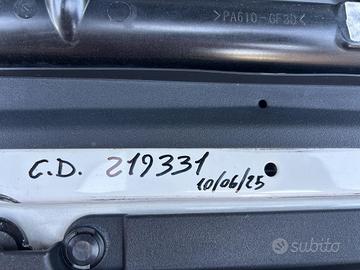 >PA610-GF30<
C.D. 219331
10/06/25
subito